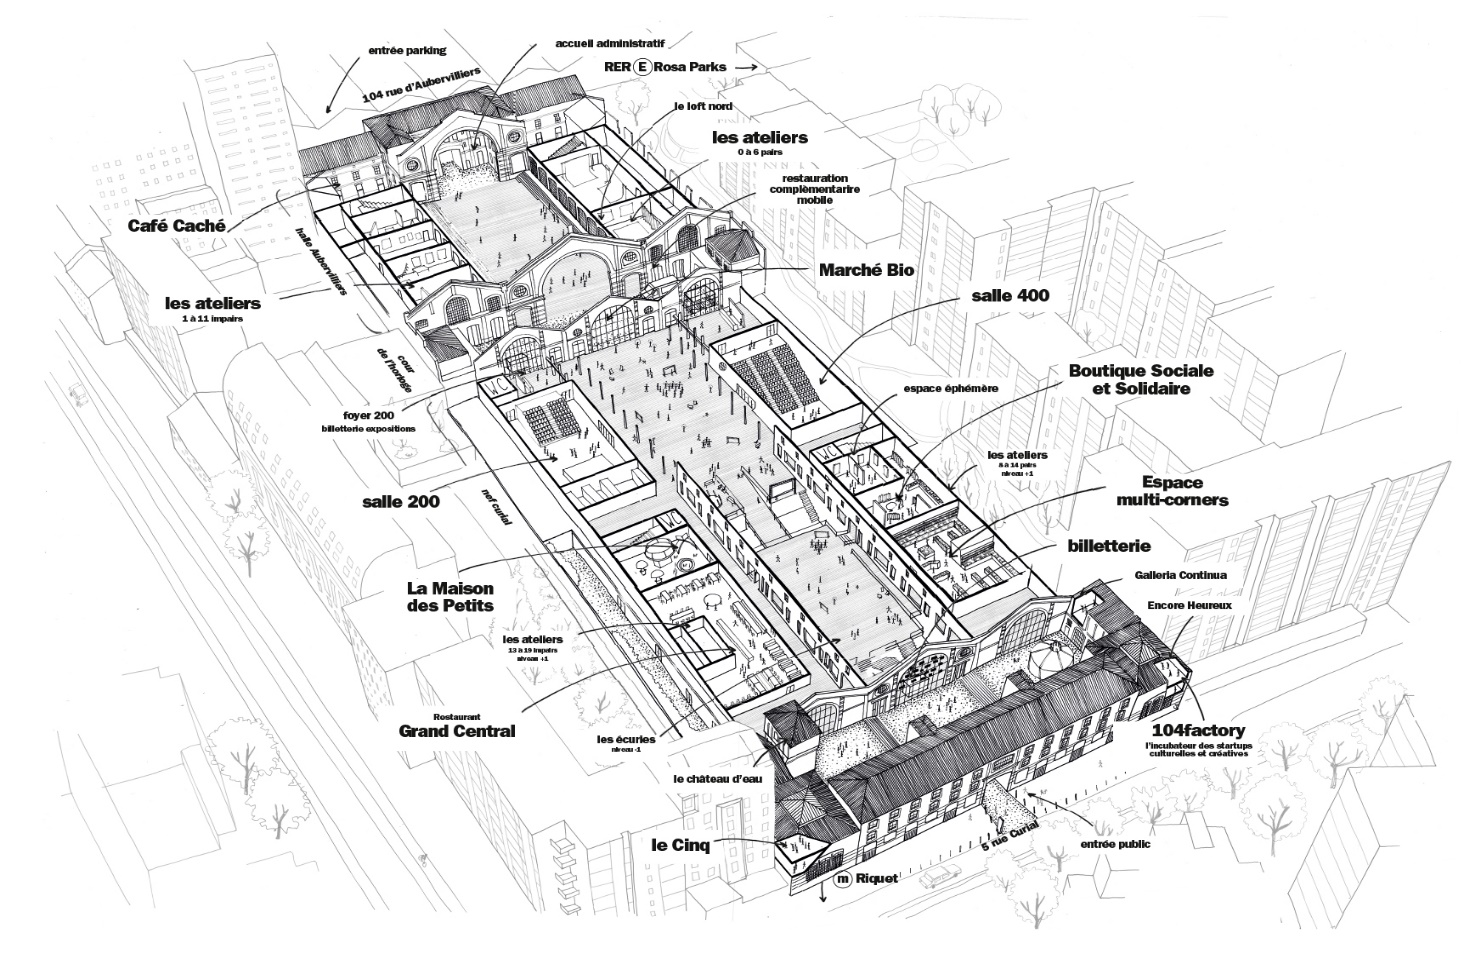 entrée parking
accueil administratif
RER E Rosa Parks
104 rue d'Aubervilliers
le loft nord
les ateliers
0 à 6 pairs
restauration
complémentarire
mobile
Café Caché
halle Aubervilliers
Marché Bio
les ateliers
1 à 11 impairs
salle 400
cour
de l'horloge
Boutique Sociale
et Solidaire
espace éphémère
WC
foyer 200
billetterie expositions
les ateliers
8 à 14 pairs
niveau +1
WC
salle 200
nef curial
Espace
multi-corners
WC
billetterie
La Maison
des Petits
Galleria Continua
Encore Heureux
les ateliers
13 à 19 impairs
niveau +1
Restaurant
Grand Central
les écuries
niveau -1
104factory
l'incubateur des startups
culturelles et créatives
le château d'eau
le Cinq
5 rue Curial
entrée public
m Riquet